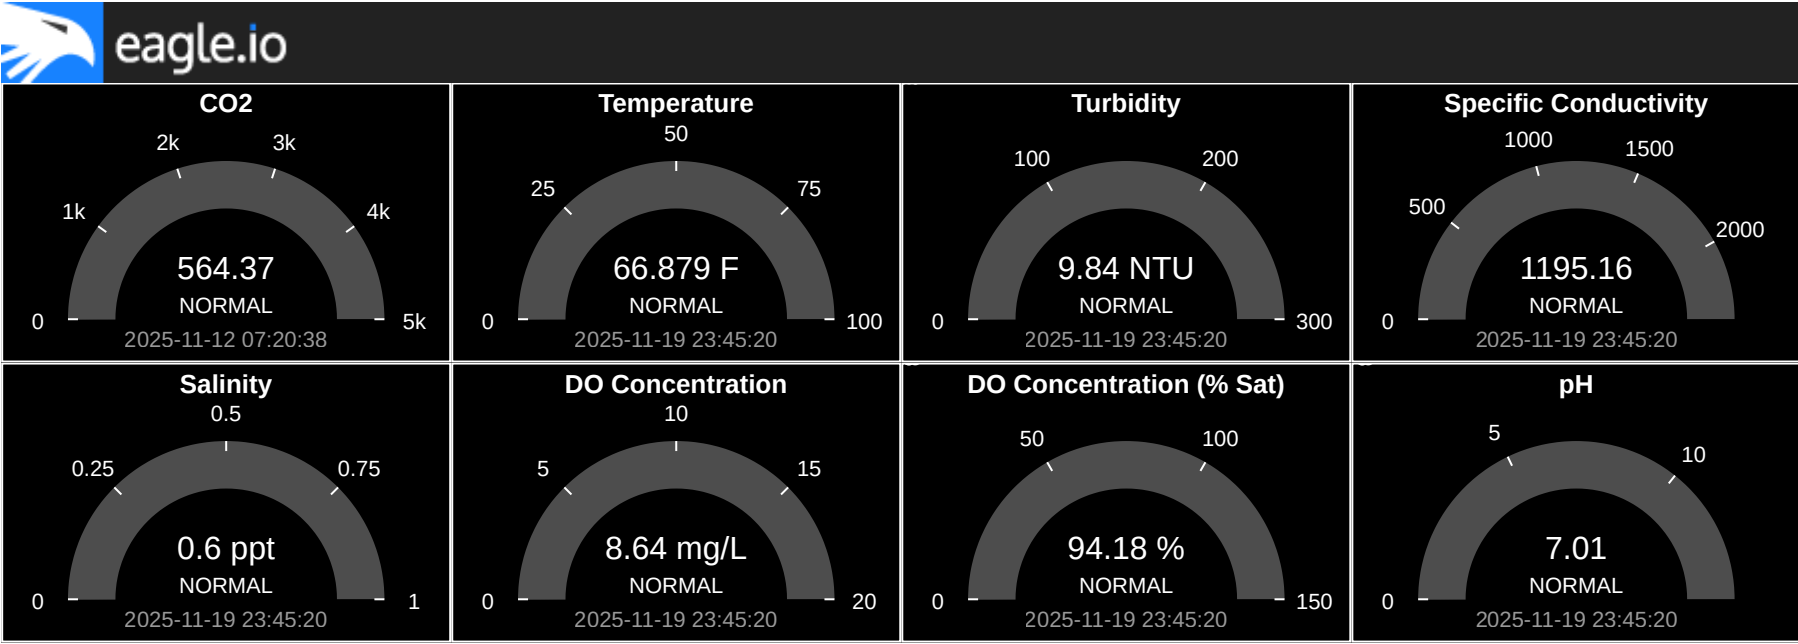 eagle.io
CO2
2k
3k
1k
4k
564.37
NORMAL
0
5k
2025-11-12 07:20:38
Temperature
50
25
75
66.879 F
NORMAL
0
100
2025-11-19 23:45:20
Turbidity
100
200
9.84 NTU
NORMAL
0
300
2025-11-19 23:45:20
Specific Conductivity
1000
1500
500
2000
1195.16
NORMAL
0
2025-11-19 23:45:20
Salinity
0.5
0.25
0.75
0.6 ppt
NORMAL
0
1
2025-11-19 23:45:20
DO Concentration
10
5
15
8.64 mg/L
NORMAL
0
20
2025-11-19 23:45:20
DO Concentration (% Sat)
50
100
94.18 %
NORMAL
0
150
2025-11-19 23:45:20
pH
5
10
7.01
NORMAL
0
2025-11-19 23:45:20